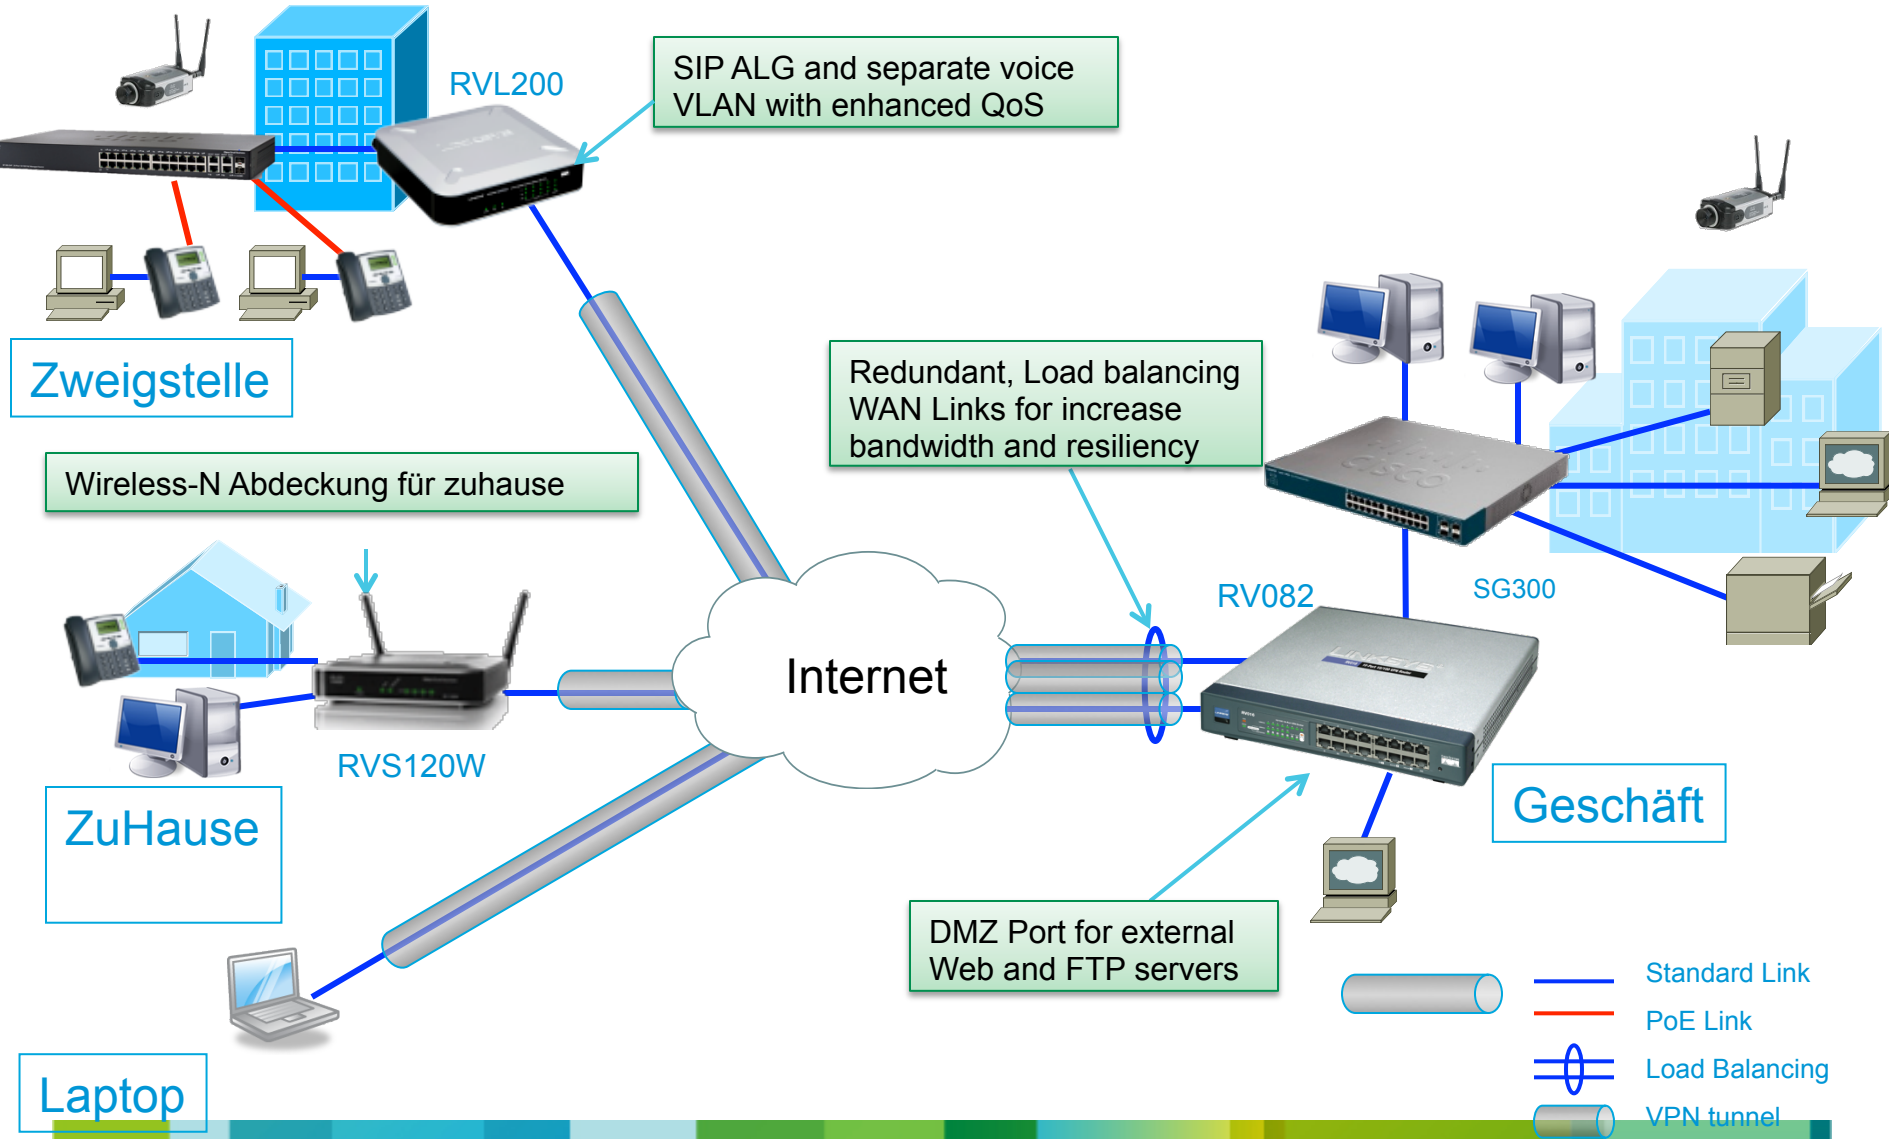 RVL200
SIP ALG and separate voice
VLAN with enhanced QoS
Zweigstelle
Redundant, Load balancing
WAN Links for increase
bandwidth and resiliency
Wireless-N Abdeckung für zuhause
CISCO
RV082
SG300
Internet
LINKSYS
RVS120W
ZuHause
Geschäft
DMZ Port for external
Web and FTP servers
Standard Link
PoE Link
Load Balancing
VPN tunnel
Laptop